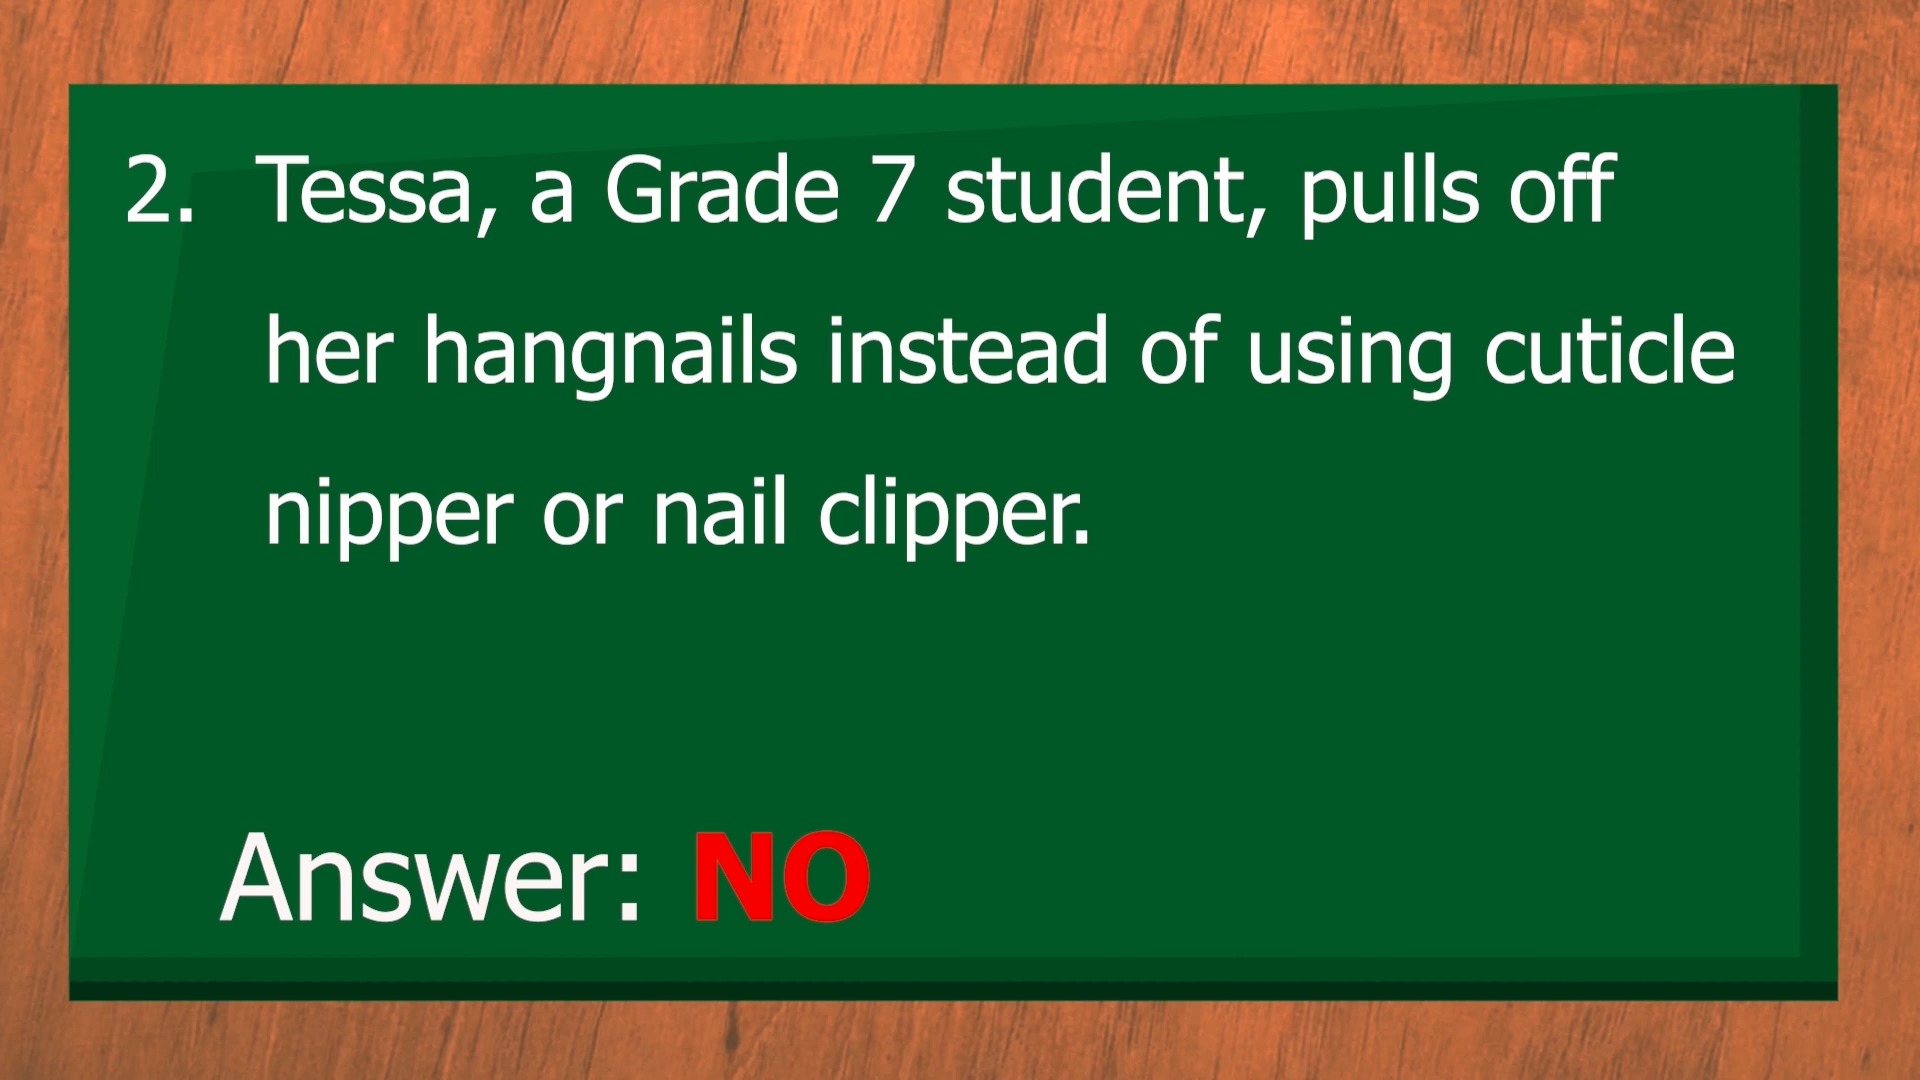 2. Tessa, a Grade 7 student, pulls off
her hangnails instead of using cuticle
nipper or nail clipper.
Answer: NO